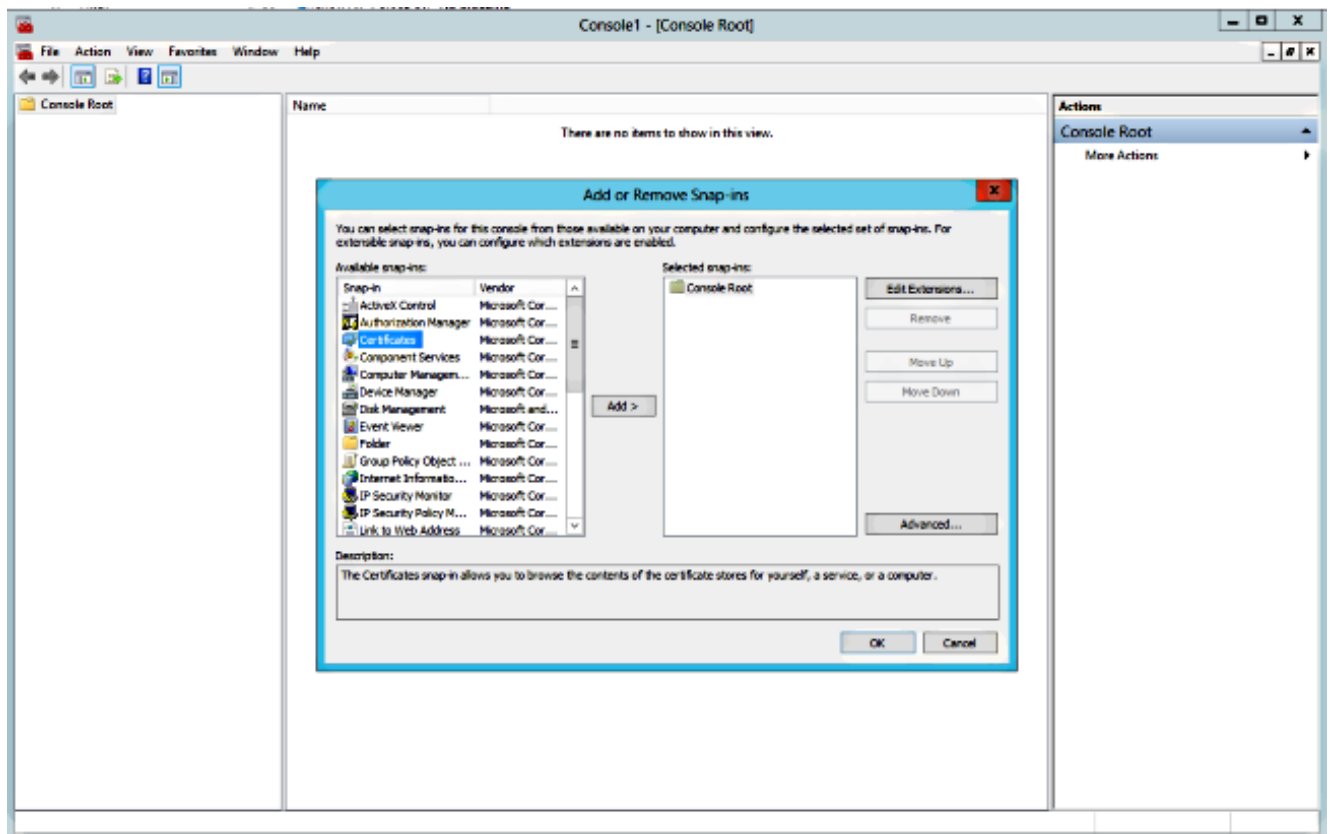 Console1 - [Console Root]
File Action View Favorites Window Help
Console Root
Name
There are no items to show in this view.
Actions
Console Root
More Actions
Add or Remove Snap-ins
You can select snap-ins for this console from those available on your computer and configure the selected set of snap-ins. For
extensible snap-ins, you can configure which extensions are enabled.
Available snap-ins:
Snap-in Vendor
ActiveX Control Microsoft Cor...
Authorization Manager Microsoft Cor...
Certificates Microsoft Cor...
Component Services Microsoft Cor...
Computer Managem... Microsoft Cor...
Device Manager Microsoft Cor...
Disk Management Microsoft and...
Event Viewer Microsoft Cor...
Folder Microsoft Cor...
Group Policy Object ... Microsoft Cor...
Internet Informatio... Microsoft Cor...
IP Security Monitor Microsoft Cor...
IP Security Policy M... Microsoft Cor...
Link to Web Address Microsoft Cor...
Add >
Selected snap-ins:
Console Root
Edit Extensions...
Remove
Move Up
Move Down
Advanced...
Description:
The Certificates snap-in allows you to browse the contents of the certificate stores for yourself, a service, or a computer.
OK Cancel